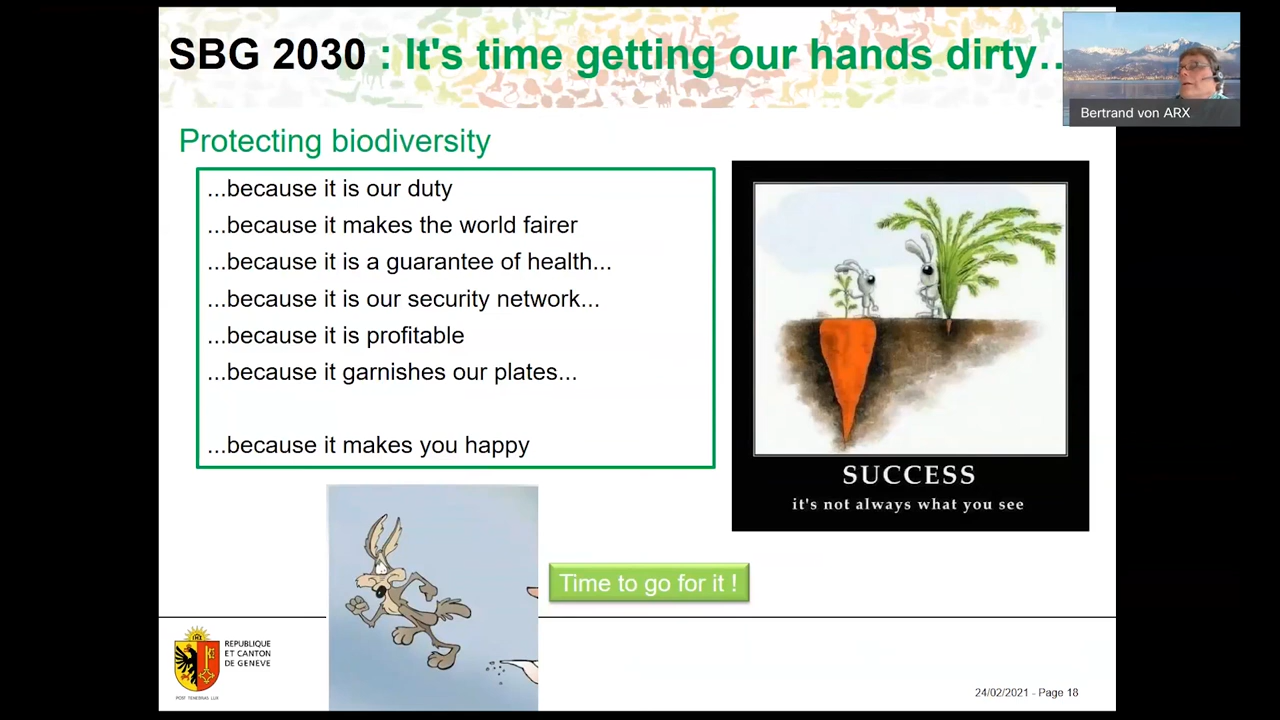 SBG 2030 : It's time getting our hands dirty..
Bertrand von ARX
Protecting biodiversity
...because it is our duty
...because it makes the world fairer
...because it is a guarantee of health...
...because it is our security network...
...because it is profitable
...because it garnishes our plates...
...because it makes you happy
SUCCESS
it's not always what you see
Time to go for it !
REPUBLIQUE
ET CANTON
DE GENEVE
POST TENEBRAS LUX
24/02/2021 - Page 18